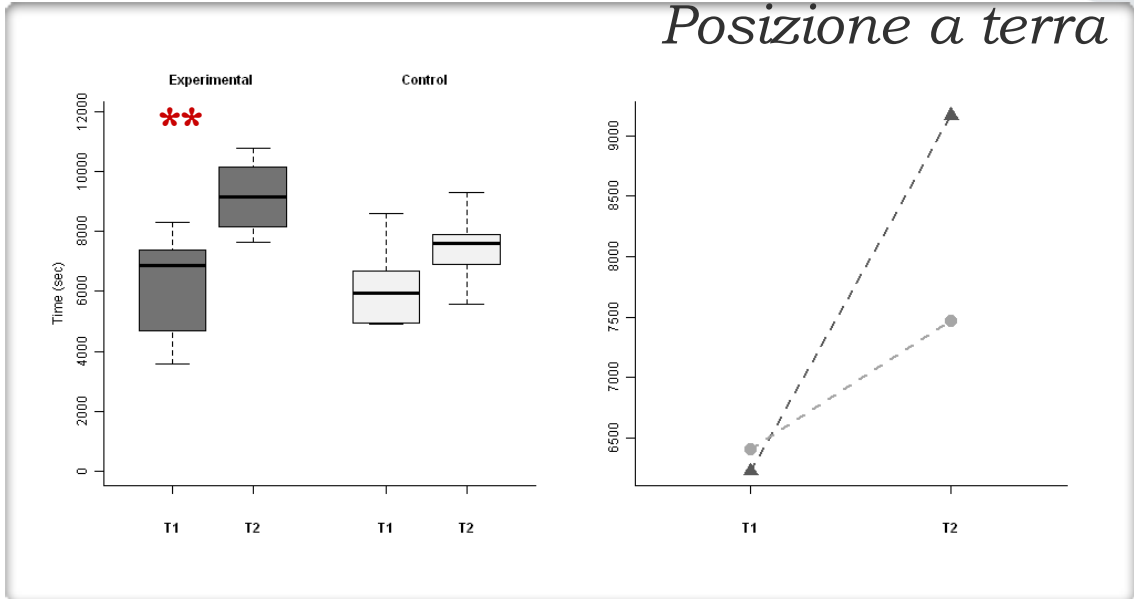 Posizione a terra
Experimental
Control
**
Time (sec)
12000
10000
8000
6000
4000
2000
0
T1
T2
T1
T2
9000
8500
8000
7500
7000
6500
T1
T2